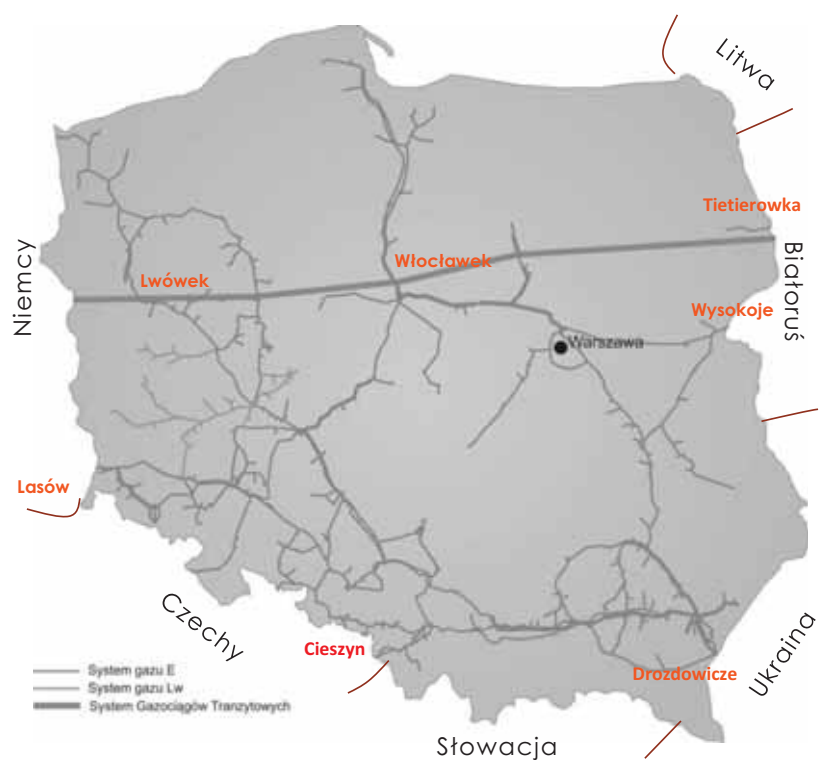 Litwa
Tietierowka
Niemcy
Białoruś
Włocławek
Lwówek
Wysokoje
Warszawa
Lasów
Czechy
Ukraina
Cieszyn
Drozdowicze
System gazu E
System gazu Lw
System Gazociągów Tranzytowych
Słowacja